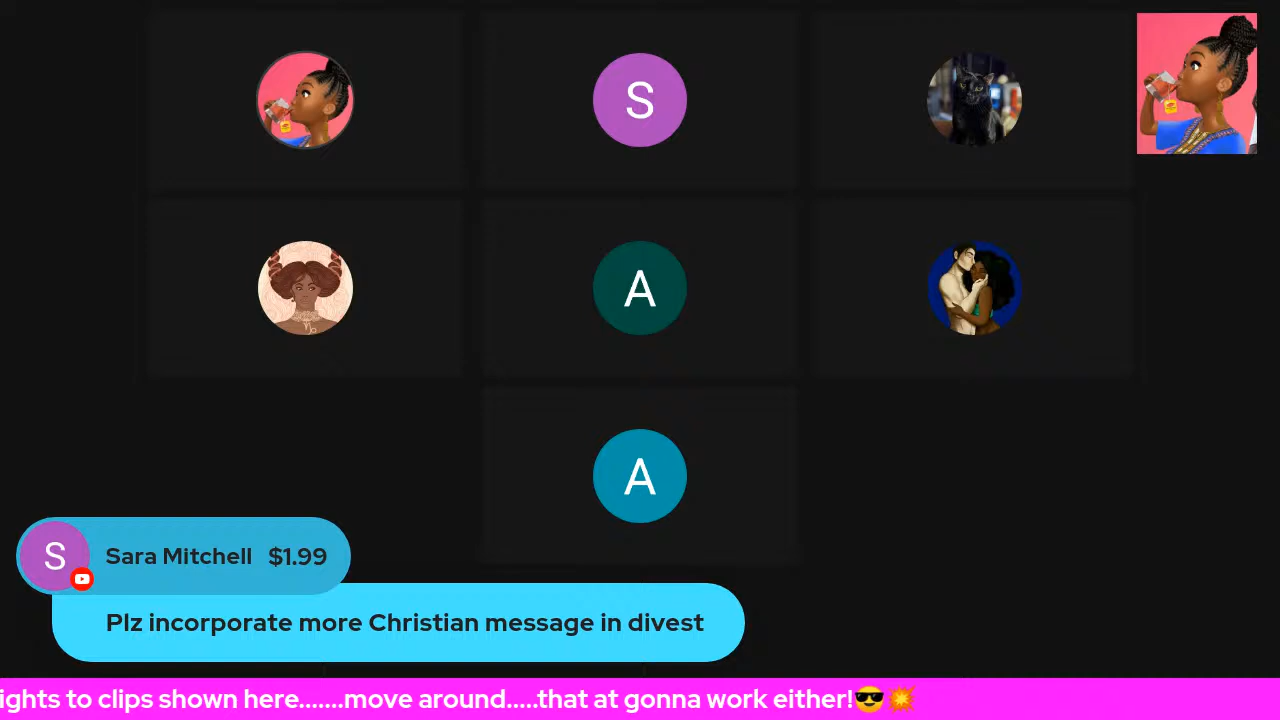 S
A
A
S
Sara Mitchell $1.99
Plz incorporate more Christian message in divest
ights to clips shown here.......move around.....that at gonna work either!😎💥